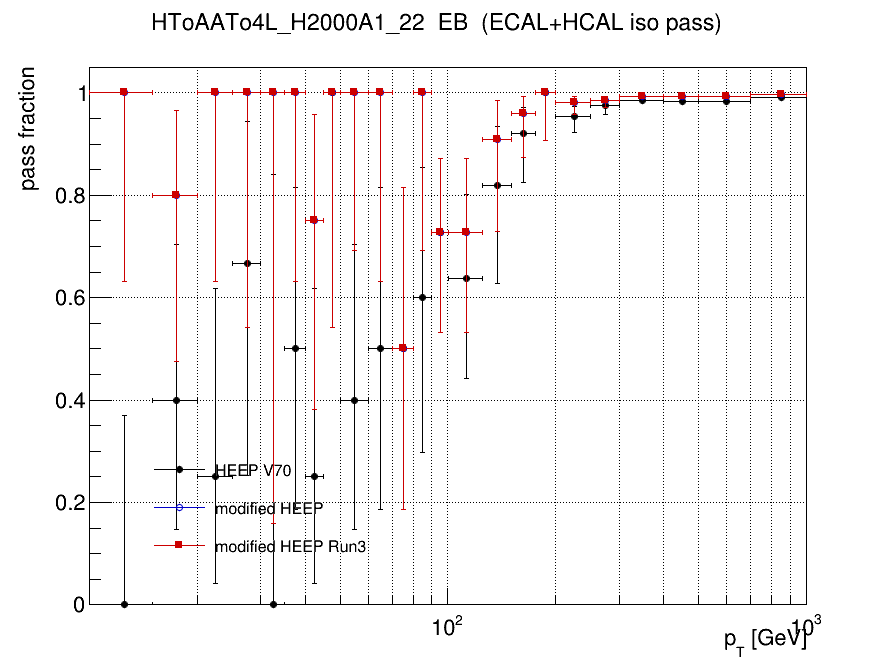 HToAATo4L_H2000A1_22 EB (ECAL+HCAL iso pass)
pass fraction
1
0.8
0.6
0.4
0.2
0
HEEP V70
modified HEEP
modified HEEP Run3
10²
10³
p_T [GeV]